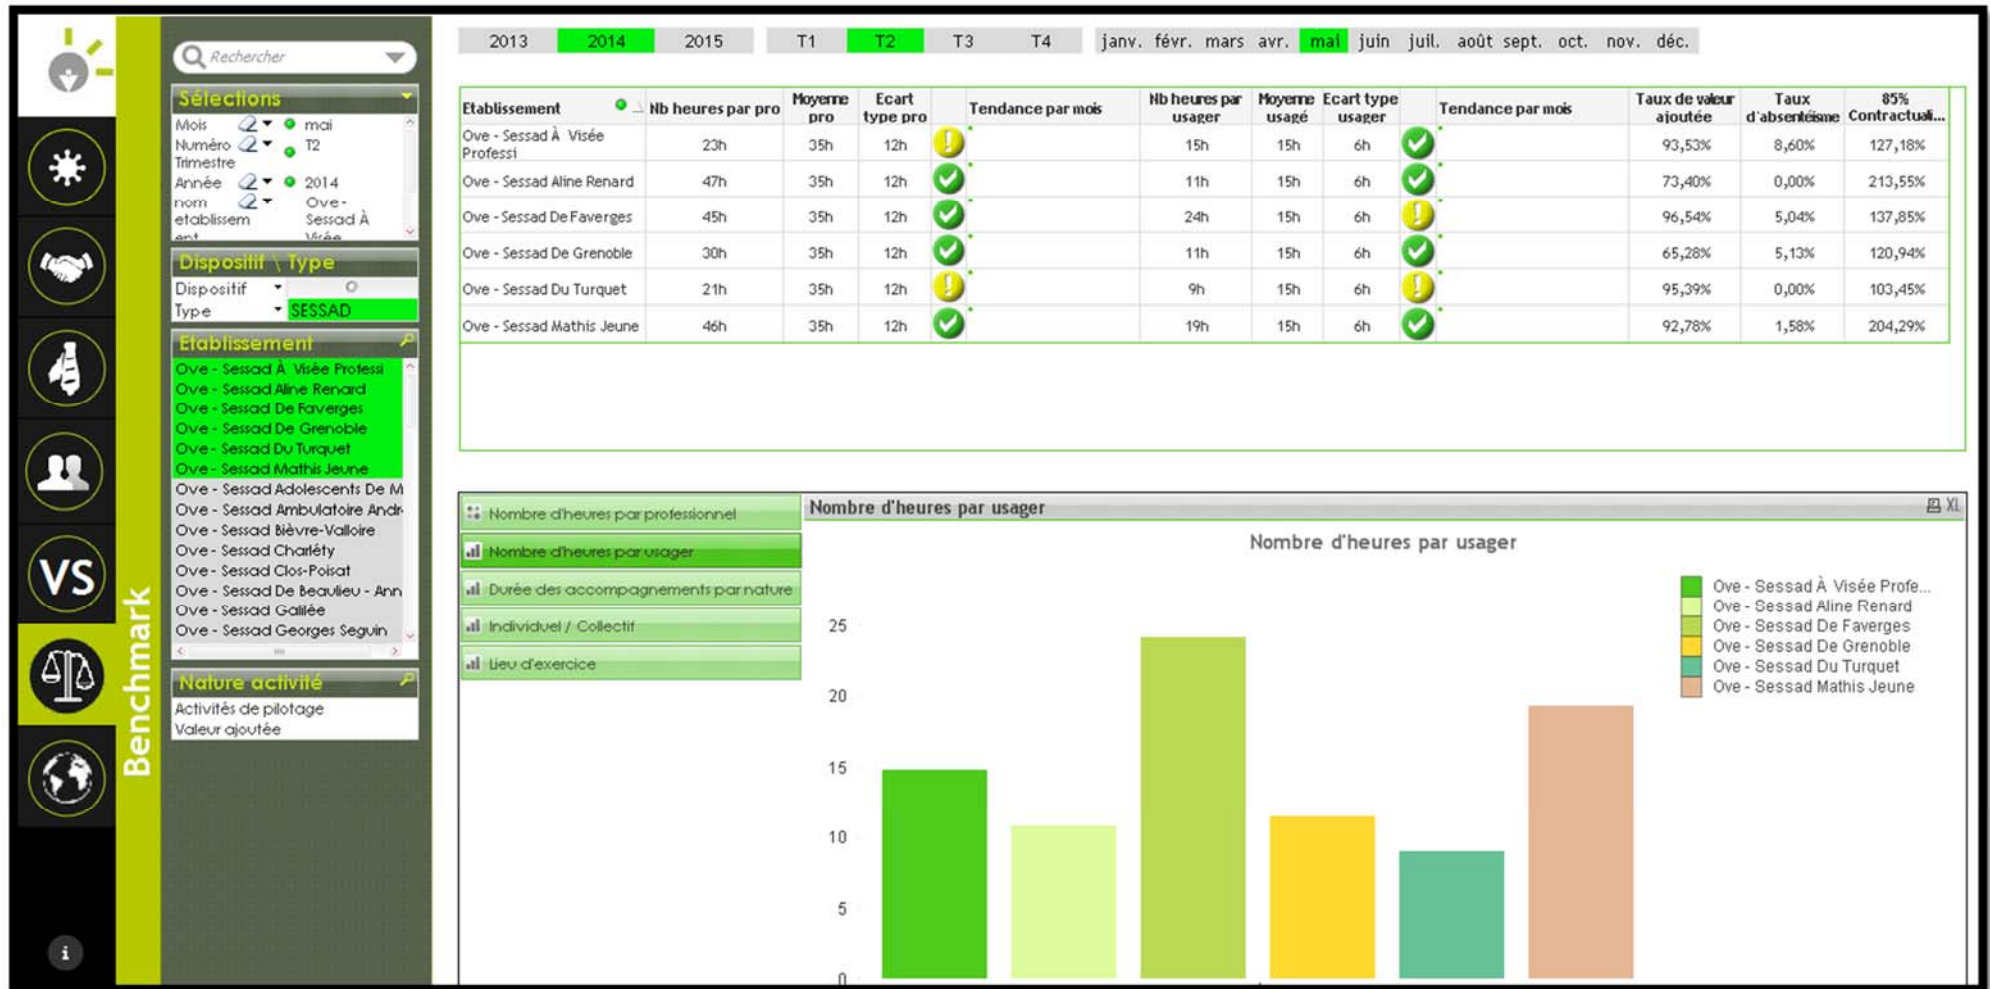 2013 2014 2015 T1 T2 T3 T4 janv. févr. mars avr. mai juin juil. août sept. oct. nov. déc.
Rechercher
Sélections
Mois mai
Numéro Trimestre T2
Année 2014
nom etablissem ent Ove - Sessad À Visée
Dispositif \ Type
Dispositif
Type SESSAD
Etablissement
Ove - Sessad À Visée Professi
Ove - Sessad Aline Renard
Ove - Sessad De Faverges
Ove - Sessad De Grenoble
Ove - Sessad Du Turquet
Ove - Sessad Mathis Jeune
Ove - Sessad Adolescents De M
Ove - Sessad Ambulatoire Andr
Ove - Sessad Bièvre-Valloire
Ove - Sessad Charléty
Ove - Sessad Clos-Poisat
Ove - Sessad De Beaulieu - Ann
Ove - Sessad Galilée
Ove - Sessad Georges Seguin
Nature activité
Activités de pilotage
Valeur ajoutée
VS
Benchmark
i
Etablissement Nb heures par pro Moyenne pro Ecart type pro Tendance par mois Nb heures par usager Moyenne usagé Ecart type usager Tendance par mois Taux de valeur ajoutée Taux d'absentéisme 85% Contractuali...
Ove - Sessad À Visée Professi 23h 35h 12h 15h 15h 6h 93,53% 8,60% 127,18%
Ove - Sessad Aline Renard 47h 35h 12h 11h 15h 6h 73,40% 0,00% 213,55%
Ove - Sessad De Faverges 45h 35h 12h 24h 15h 6h 96,54% 5,04% 137,85%
Ove - Sessad De Grenoble 30h 35h 12h 11h 15h 6h 65,28% 5,13% 120,94%
Ove - Sessad Du Turquet 21h 35h 12h 9h 15h 6h 95,39% 0,00% 103,45%
Ove - Sessad Mathis Jeune 46h 35h 12h 19h 15h 6h 92,78% 1,58% 204,29%
Nombre d'heures par professionnel
Nombre d'heures par usager
Durée des accompagnements par nature
Individuel / Collectif
Lieu d'exercice
Nombre d'heures par usager XL
Nombre d'heures par usager
Ove - Sessad À Visée Profe...
Ove - Sessad Aline Renard
Ove - Sessad De Faverges
Ove - Sessad De Grenoble
Ove - Sessad Du Turquet
Ove - Sessad Mathis Jeune
25
20
15
10
5
0